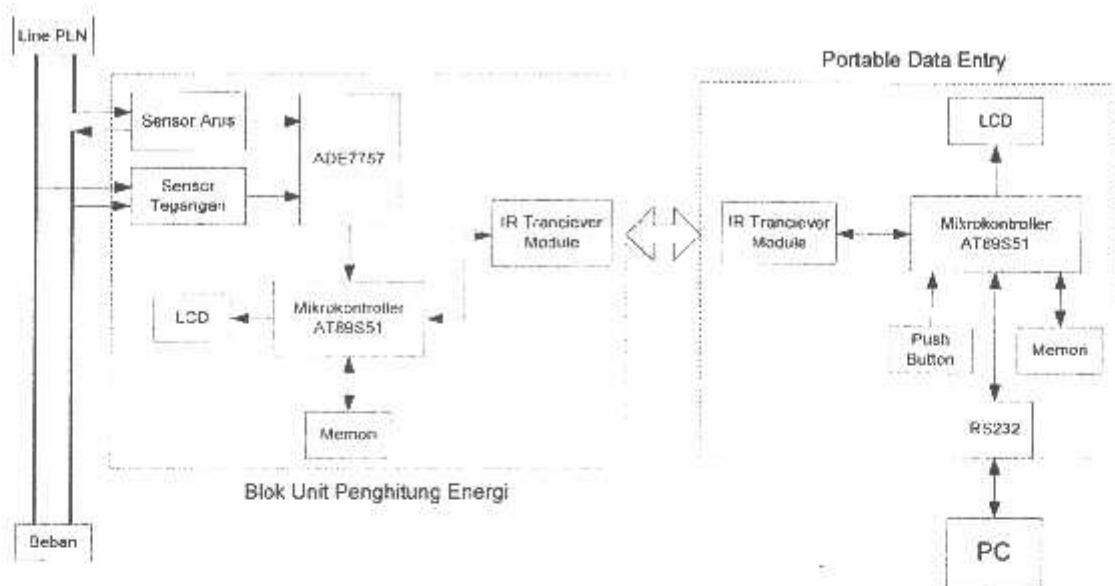 Line PLN
Sensor Arus
ADE7757
Sensor
Tegangan
IR Tranciever
Module
Mikrokontroller
AT89S51
LCD
Memori
Blok Unit Penghitung Energi
Beban
Portable Data Entry
LCD
IR Tranciever
Module
Mikrokontroller
AT89S51
Push
Button
Memori
RS232
PC